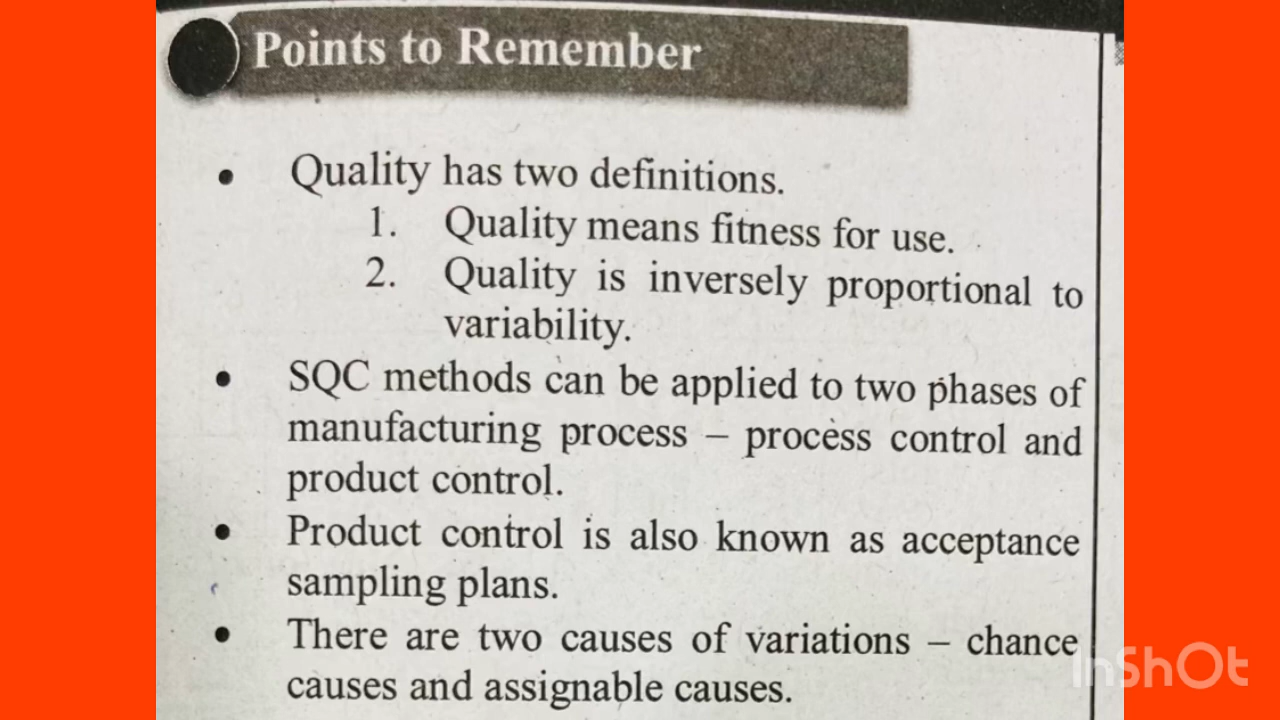 Points to Remember
• Quality has two definitions.
1. Quality means fitness for use.
2. Quality is inversely proportional to
variability.
• SQC methods can be applied to two phases of
manufacturing process – process control and
product control.
• Product control is also known as acceptance
sampling plans.
• There are two causes of variations – chance
causes and assignable causes.
InShOt